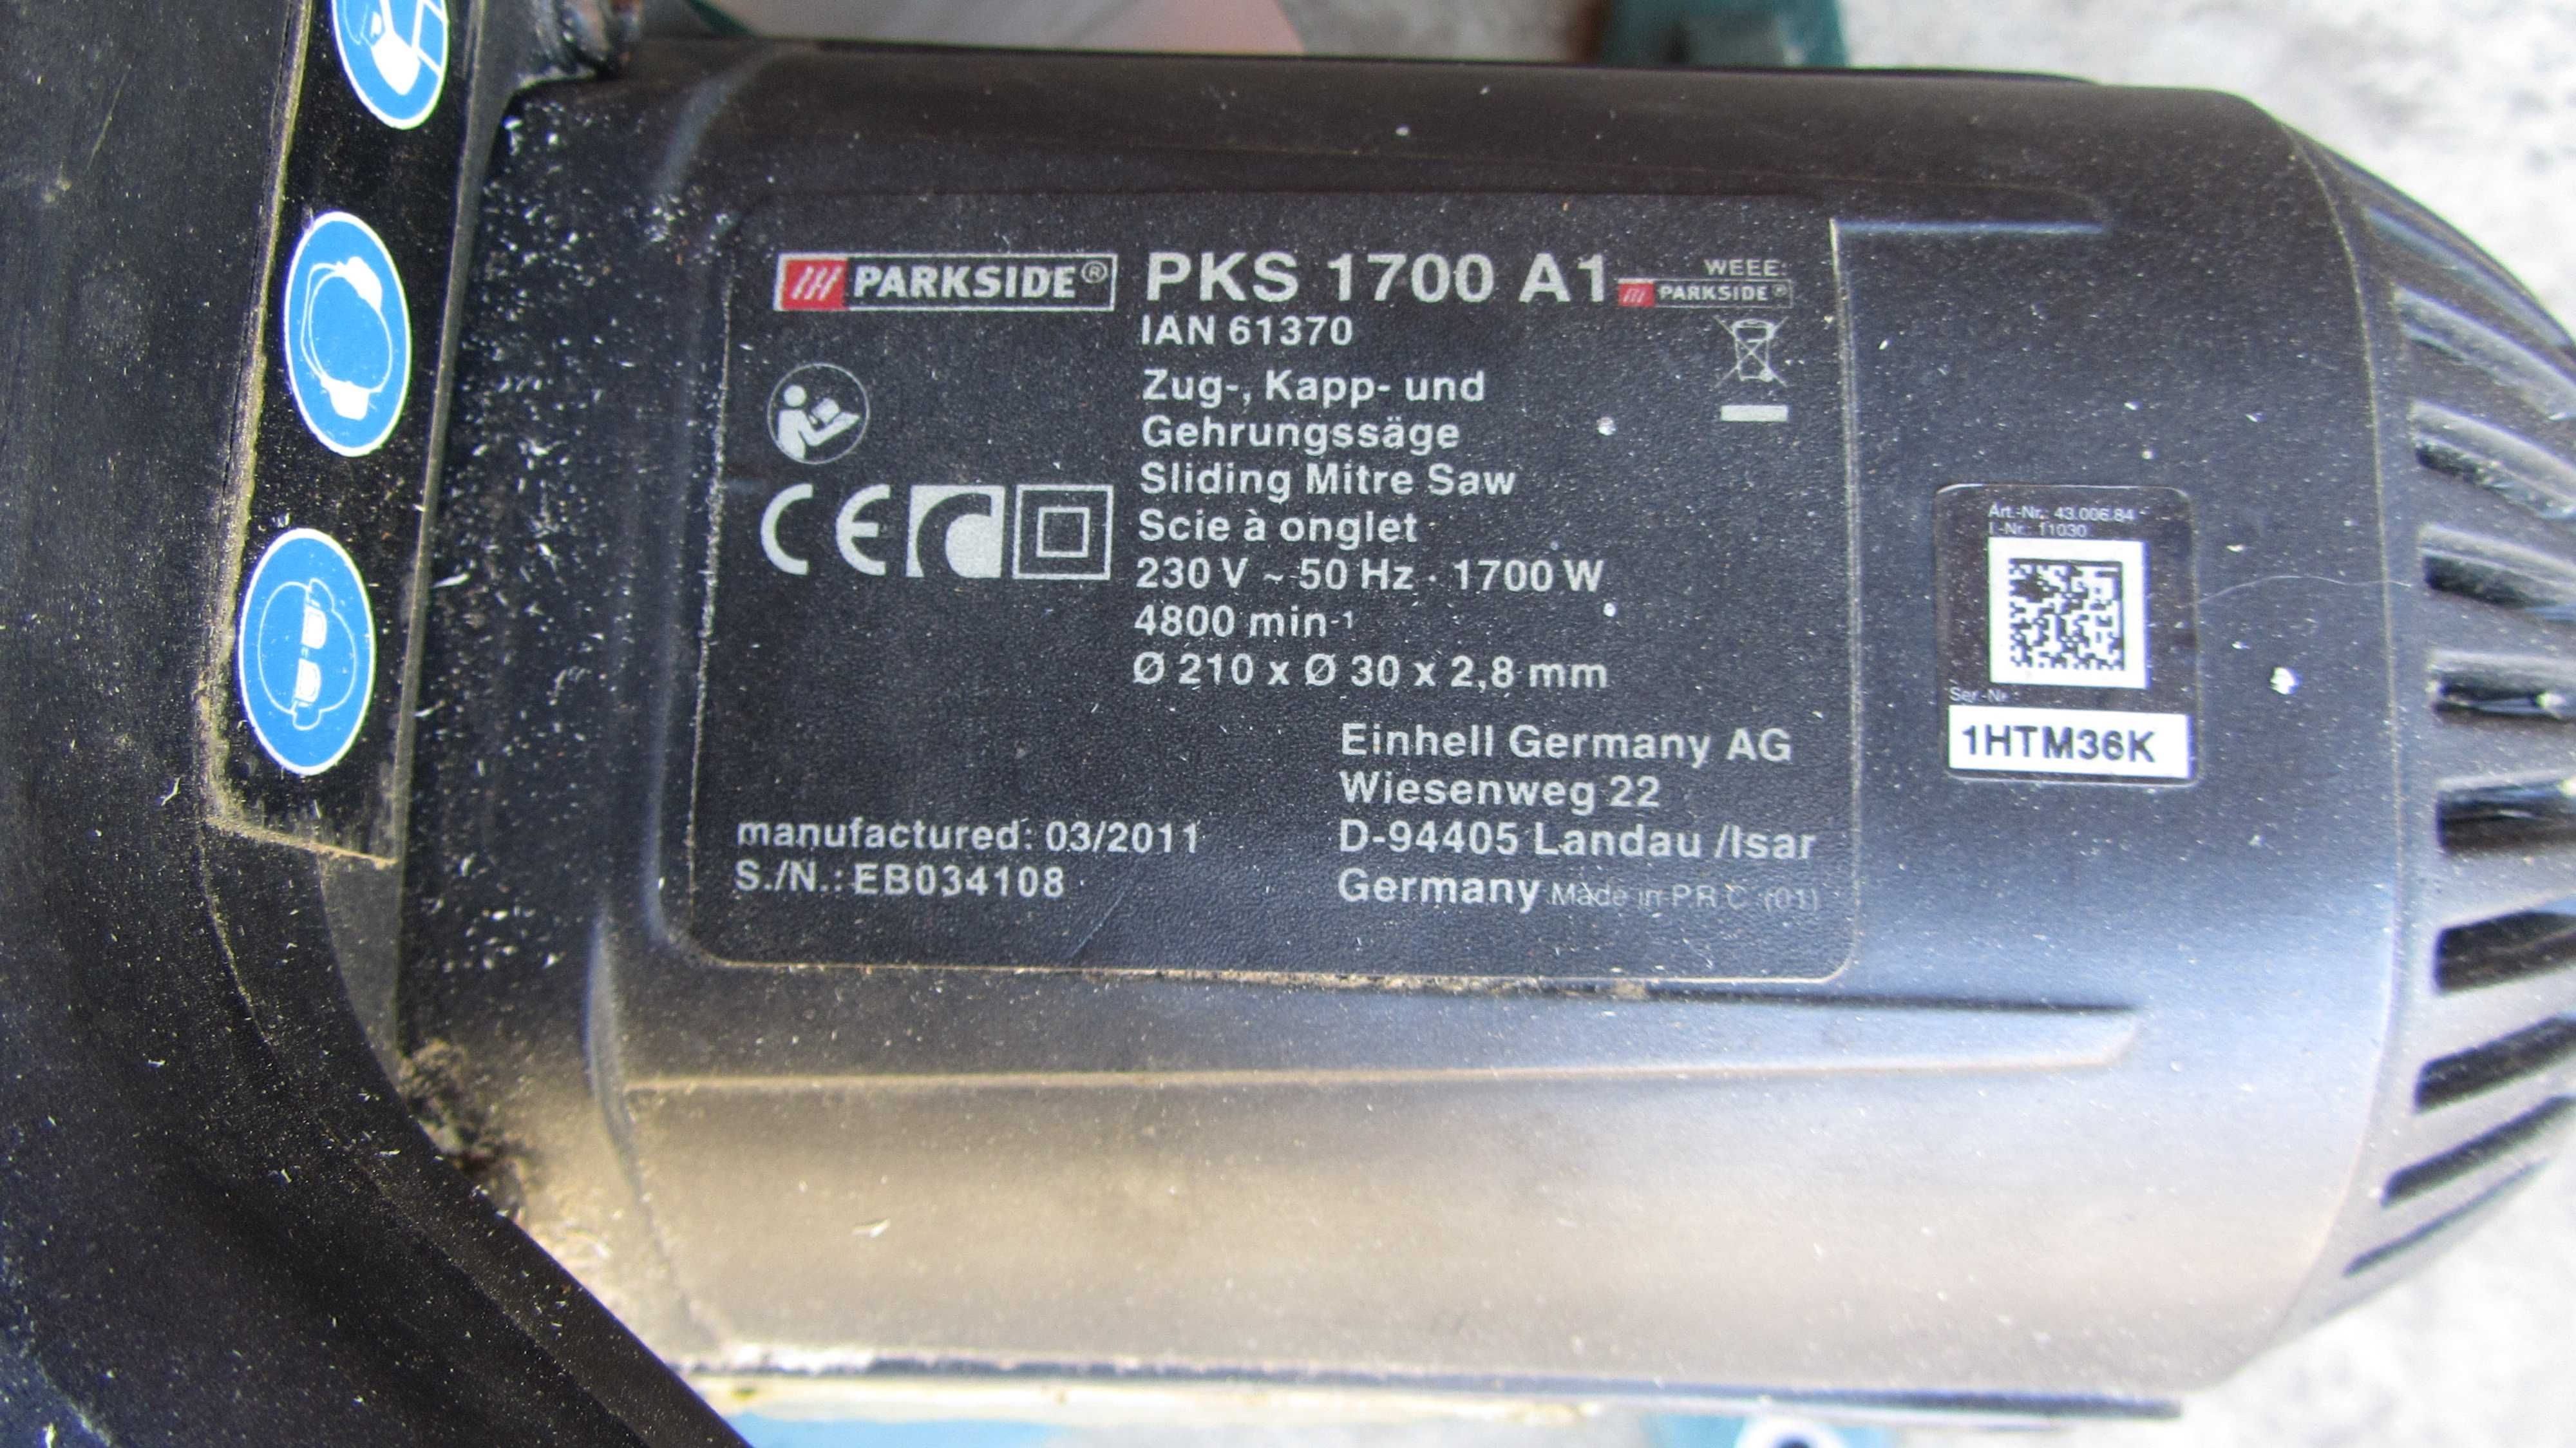 PARKSIDE® PKS 1700 A1
WEEE:
PARKSIDE®
IAN 61370
Zug-, Kapp- und
Gehrungssäge
Sliding Mitre Saw
Scie à onglet
230 V ~ 50 Hz · 1700 W
4800 min-1
Ø 210 x Ø 30 x 2,8 mm
CE
Einhell Germany AG
Wiesenweg 22
D-94405 Landau /Isar
Germany Made in P R C (01)
manufactured: 03/2011
S./N.: EB034108
Art.-Nr.: 43.006.84
I.-Nr.: 11030
Ser.-Nr.:
1HTM36K